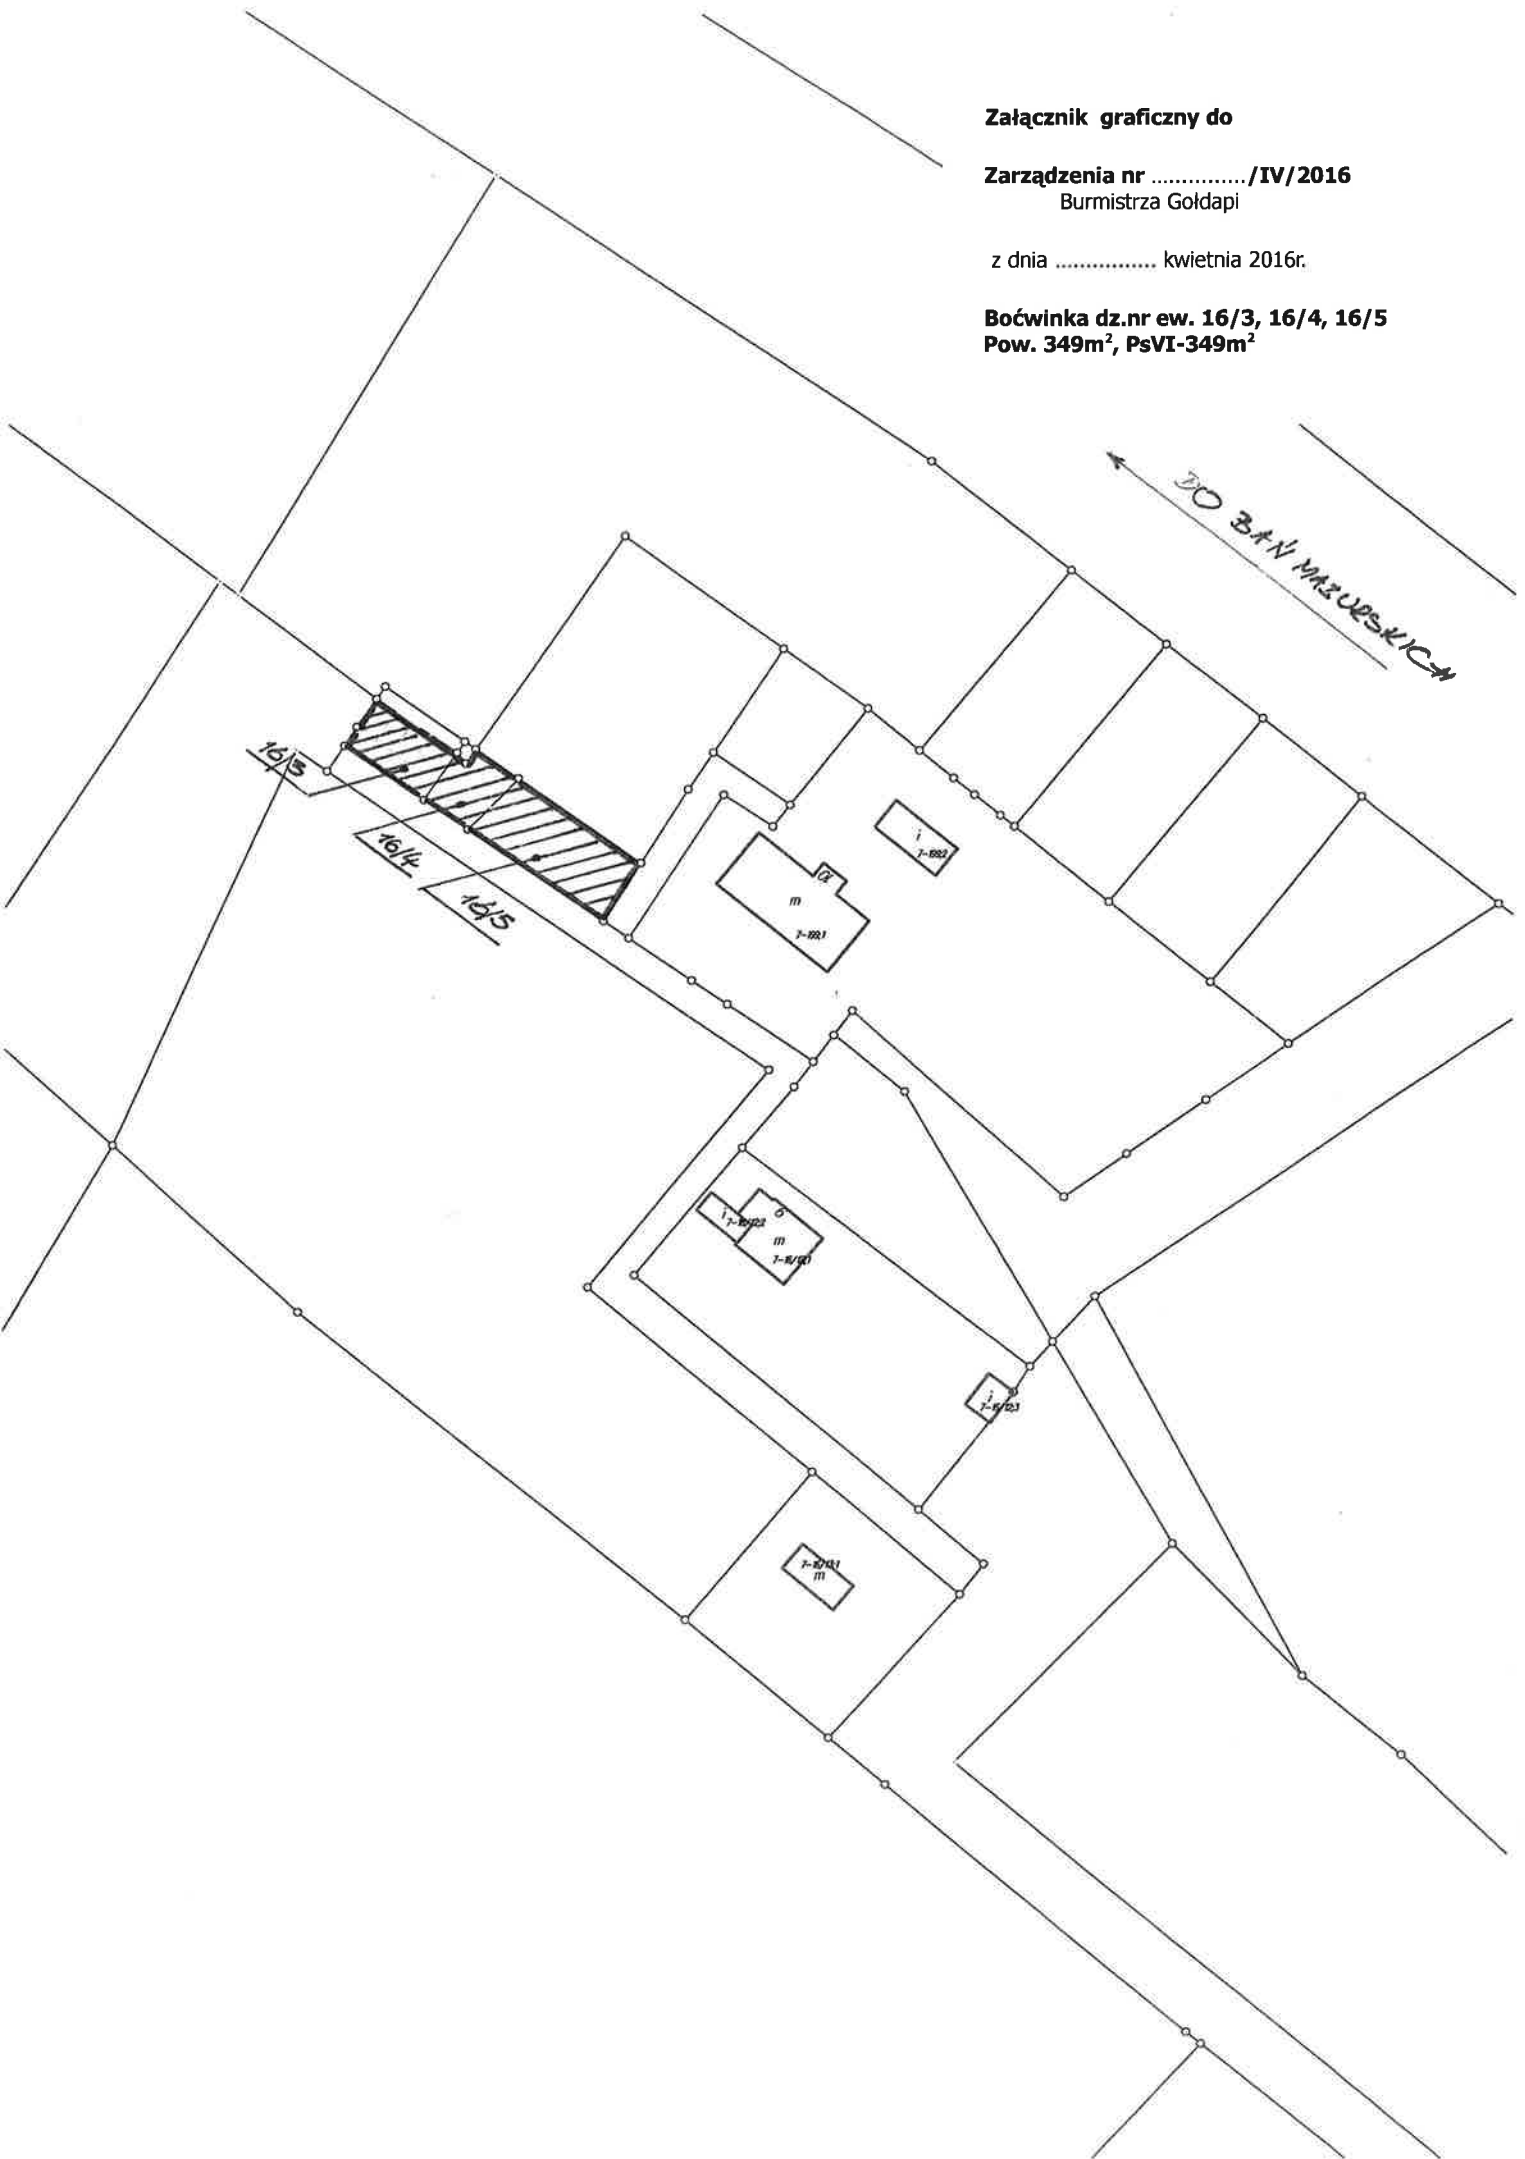 Załącznik graficzny do
Zarządzenia nr ............... /IV/2016
Burmistrza Gołdapi
z dnia ................ kwietnia 2016r.
Boćwinka dz.nr ew. 16/3, 16/4, 16/5
Pow. 349m², PsVI-349m²
DO BAŃ MAZURSKICH
16/3
16/4
16/5
i
m
i
m
i
m